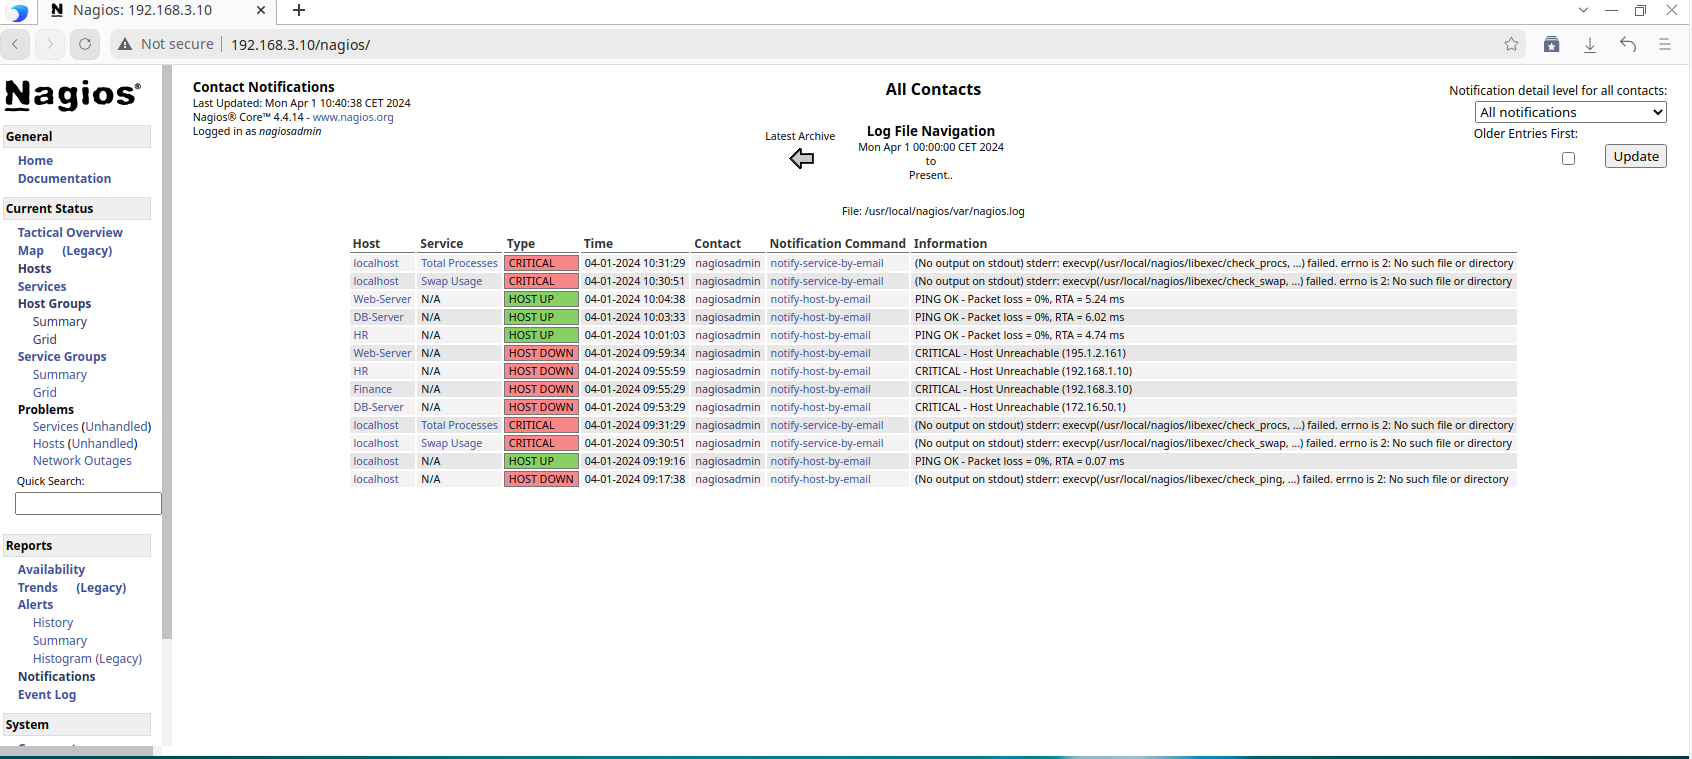 Nagios: 192.168.3.10
Not secure
192.168.3.10/nagios/
Nagios®
General
Home
Documentation
Current Status
Tactical Overview
Map (Legacy)
Hosts
Services
Host Groups
Summary
Grid
Service Groups
Summary
Grid
Problems
Services (Unhandled)
Hosts (Unhandled)
Network Outages
Quick Search:
Reports
Availability
Trends (Legacy)
Alerts
History
Summary
Histogram (Legacy)
Notifications
Event Log
System
Contact Notifications
Last Updated: Mon Apr 1 10:40:38 CET 2024
Nagios® Core™ 4.4.14 - www.nagios.org
Logged in as nagiosadmin
All Contacts
Latest Archive
Log File Navigation
Mon Apr 1 00:00:00 CET 2024
to
Present..
File: /usr/local/nagios/var/nagios.log
Notification detail level for all contacts:
All notifications
Older Entries First:
Update
Host Service Type Time Contact Notification Command Information
localhost Total Processes CRITICAL 04-01-2024 10:31:29 nagiosadmin notify-service-by-email (No output on stdout) stderr: execvp(/usr/local/nagios/libexec/check_procs, ...) failed. errno is 2: No such file or directory
localhost Swap Usage CRITICAL 04-01-2024 10:30:51 nagiosadmin notify-service-by-email (No output on stdout) stderr: execvp(/usr/local/nagios/libexec/check_swap, ...) failed. errno is 2: No such file or directory
Web-Server N/A HOST UP 04-01-2024 10:04:38 nagiosadmin notify-host-by-email PING OK - Packet loss = 0%, RTA = 5.24 ms
DB-Server N/A HOST UP 04-01-2024 10:03:33 nagiosadmin notify-host-by-email PING OK - Packet loss = 0%, RTA = 6.02 ms
HR N/A HOST UP 04-01-2024 10:01:03 nagiosadmin notify-host-by-email PING OK - Packet loss = 0%, RTA = 4.74 ms
Web-Server N/A HOST DOWN 04-01-2024 09:59:34 nagiosadmin notify-host-by-email CRITICAL - Host Unreachable (195.1.2.161)
HR N/A HOST DOWN 04-01-2024 09:55:59 nagiosadmin notify-host-by-email CRITICAL - Host Unreachable (192.168.1.10)
Finance N/A HOST DOWN 04-01-2024 09:55:29 nagiosadmin notify-host-by-email CRITICAL - Host Unreachable (192.168.3.10)
DB-Server N/A HOST DOWN 04-01-2024 09:53:29 nagiosadmin notify-host-by-email CRITICAL - Host Unreachable (172.16.50.1)
localhost Total Processes CRITICAL 04-01-2024 09:31:29 nagiosadmin notify-service-by-email (No output on stdout) stderr: execvp(/usr/local/nagios/libexec/check_procs, ...) failed. errno is 2: No such file or directory
localhost Swap Usage CRITICAL 04-01-2024 09:30:51 nagiosadmin notify-service-by-email (No output on stdout) stderr: execvp(/usr/local/nagios/libexec/check_swap, ...) failed. errno is 2: No such file or directory
localhost N/A HOST UP 04-01-2024 09:19:16 nagiosadmin notify-host-by-email PING OK - Packet loss = 0%, RTA = 0.07 ms
localhost N/A HOST DOWN 04-01-2024 09:17:38 nagiosadmin notify-host-by-email (No output on stdout) stderr: execvp(/usr/local/nagios/libexec/check_ping, ...) failed. errno is 2: No such file or directory